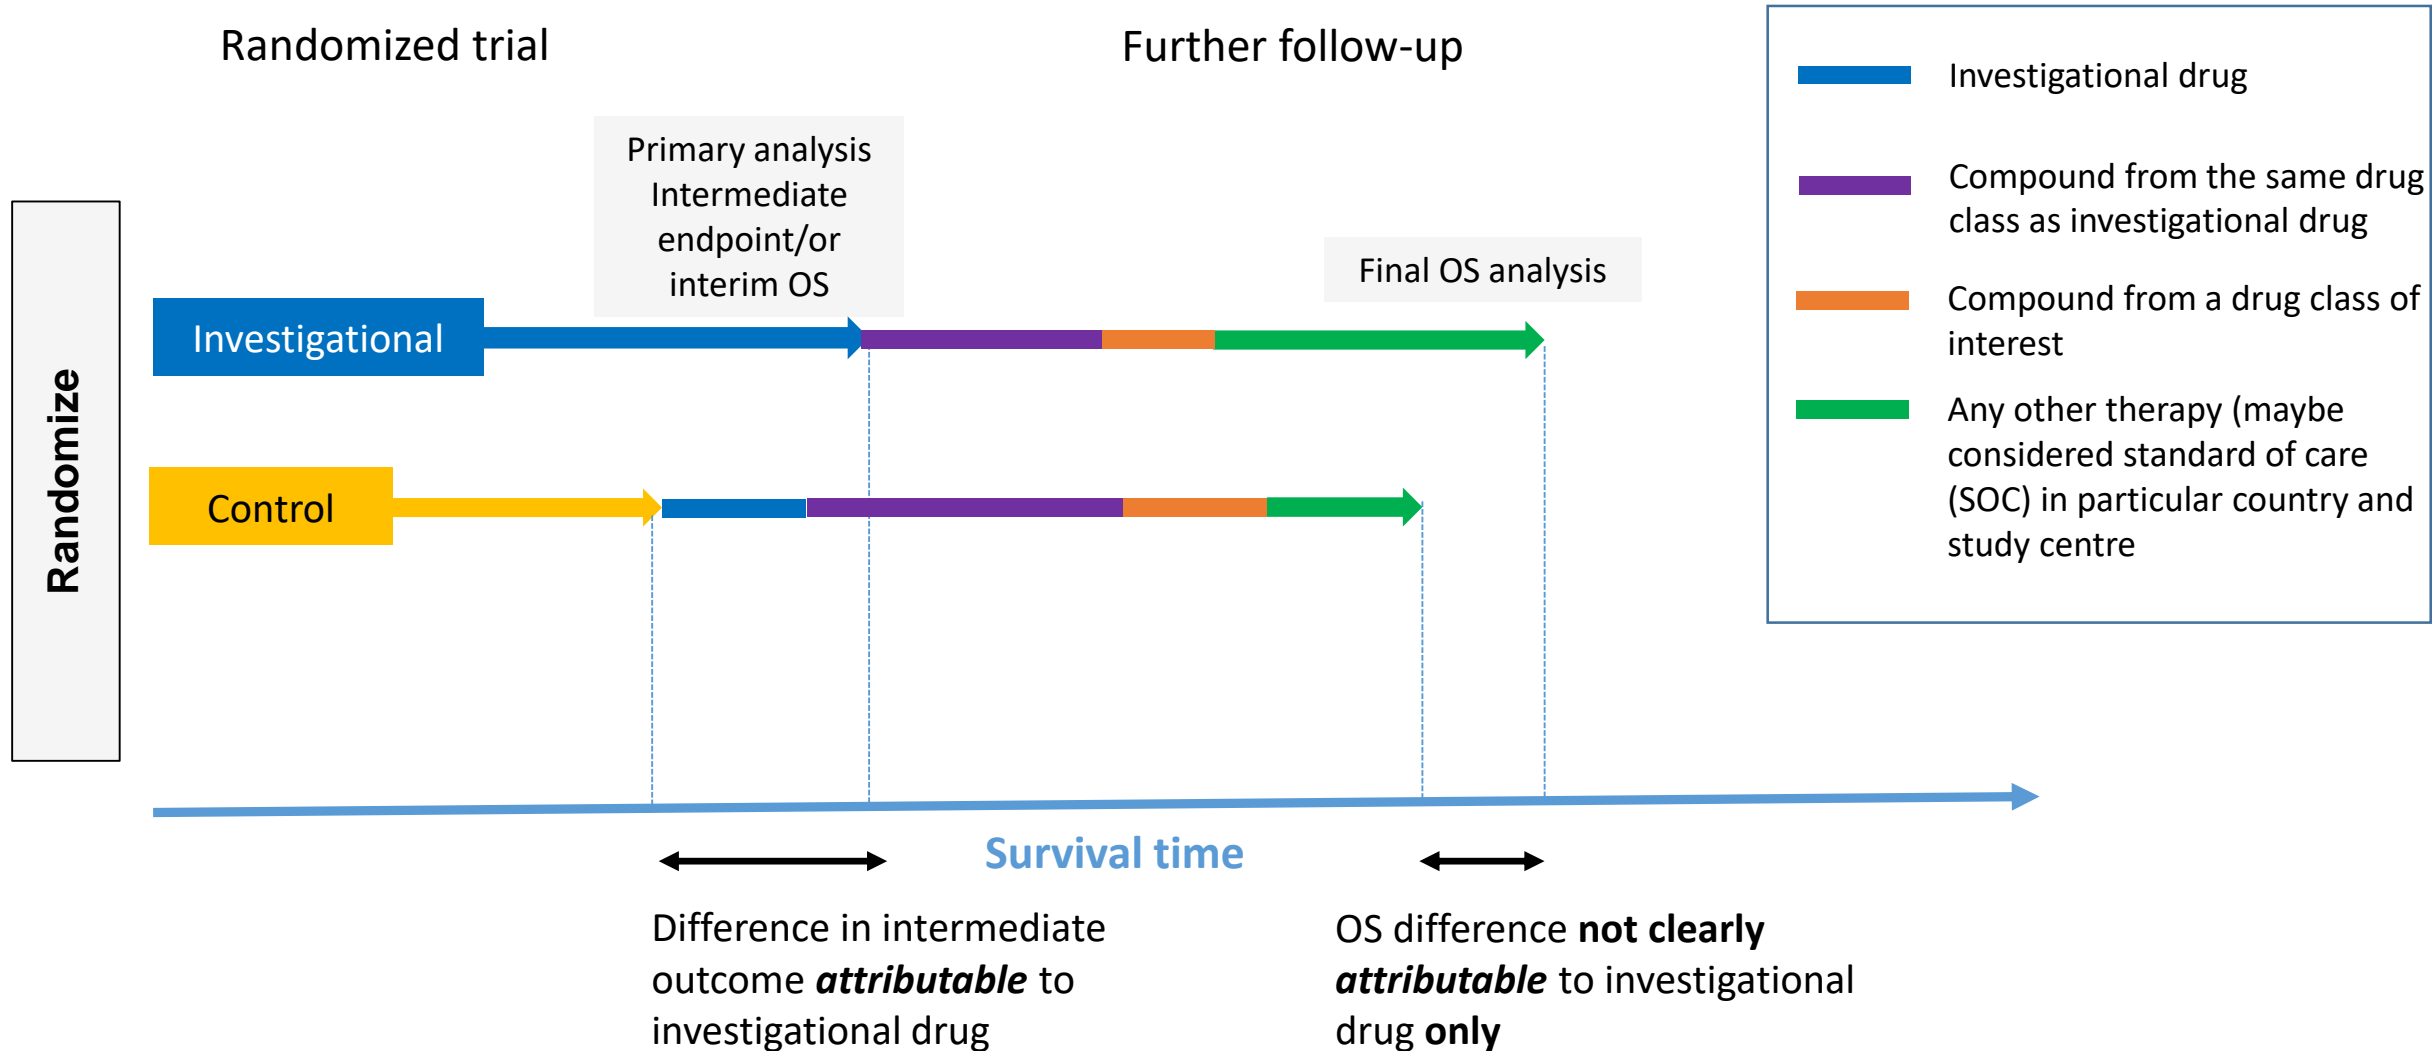 Randomized trial
Further follow-up
Primary analysis
Intermediate
endpoint/or
interim OS
Final OS analysis
Randomize
Investigational
Control
Investigational drug
Compound from the same drug
class as investigational drug
Compound from a drug class of
interest
Any other therapy (maybe
considered standard of care
(SOC) in particular country and
study centre
Survival time
Difference in intermediate
outcome attributable to
investigational drug
OS difference not clearly
attributable to investigational
drug only